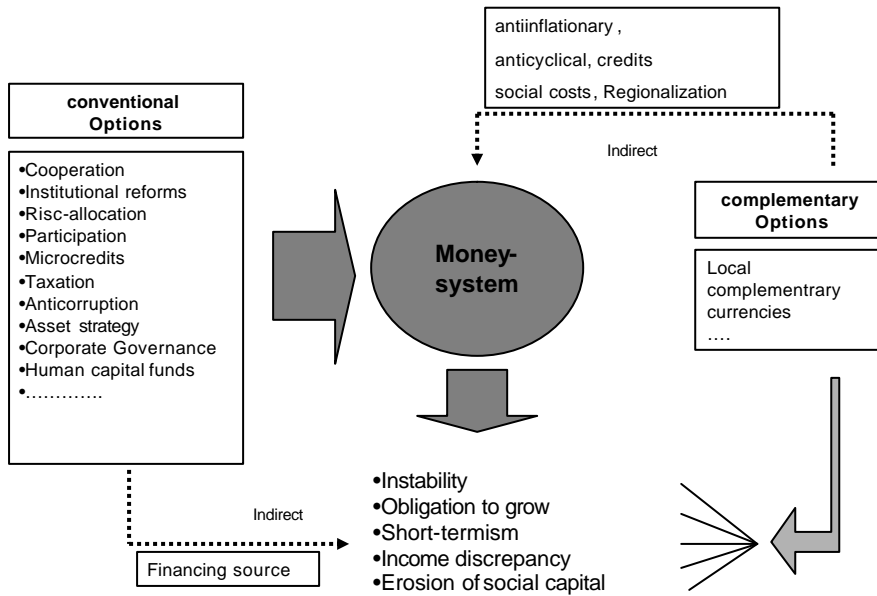 antiinflationary ,
anticyclical, credits
social costs, Regionalization
conventional
Options
•Cooperation
•Institutional reforms
•Risc-allocation
•Participation
•Microcredits
•Taxation
•Anticorruption
•Asset strategy
•Corporate Governance
•Human capital funds
•………….
Indirect
Money-
system
complementary
Options
Local
complementrary
currencies
….
•Instability
•Obligation to grow
•Short-termism
•Income discrepancy
•Erosion of social capital
Indirect
Financing source